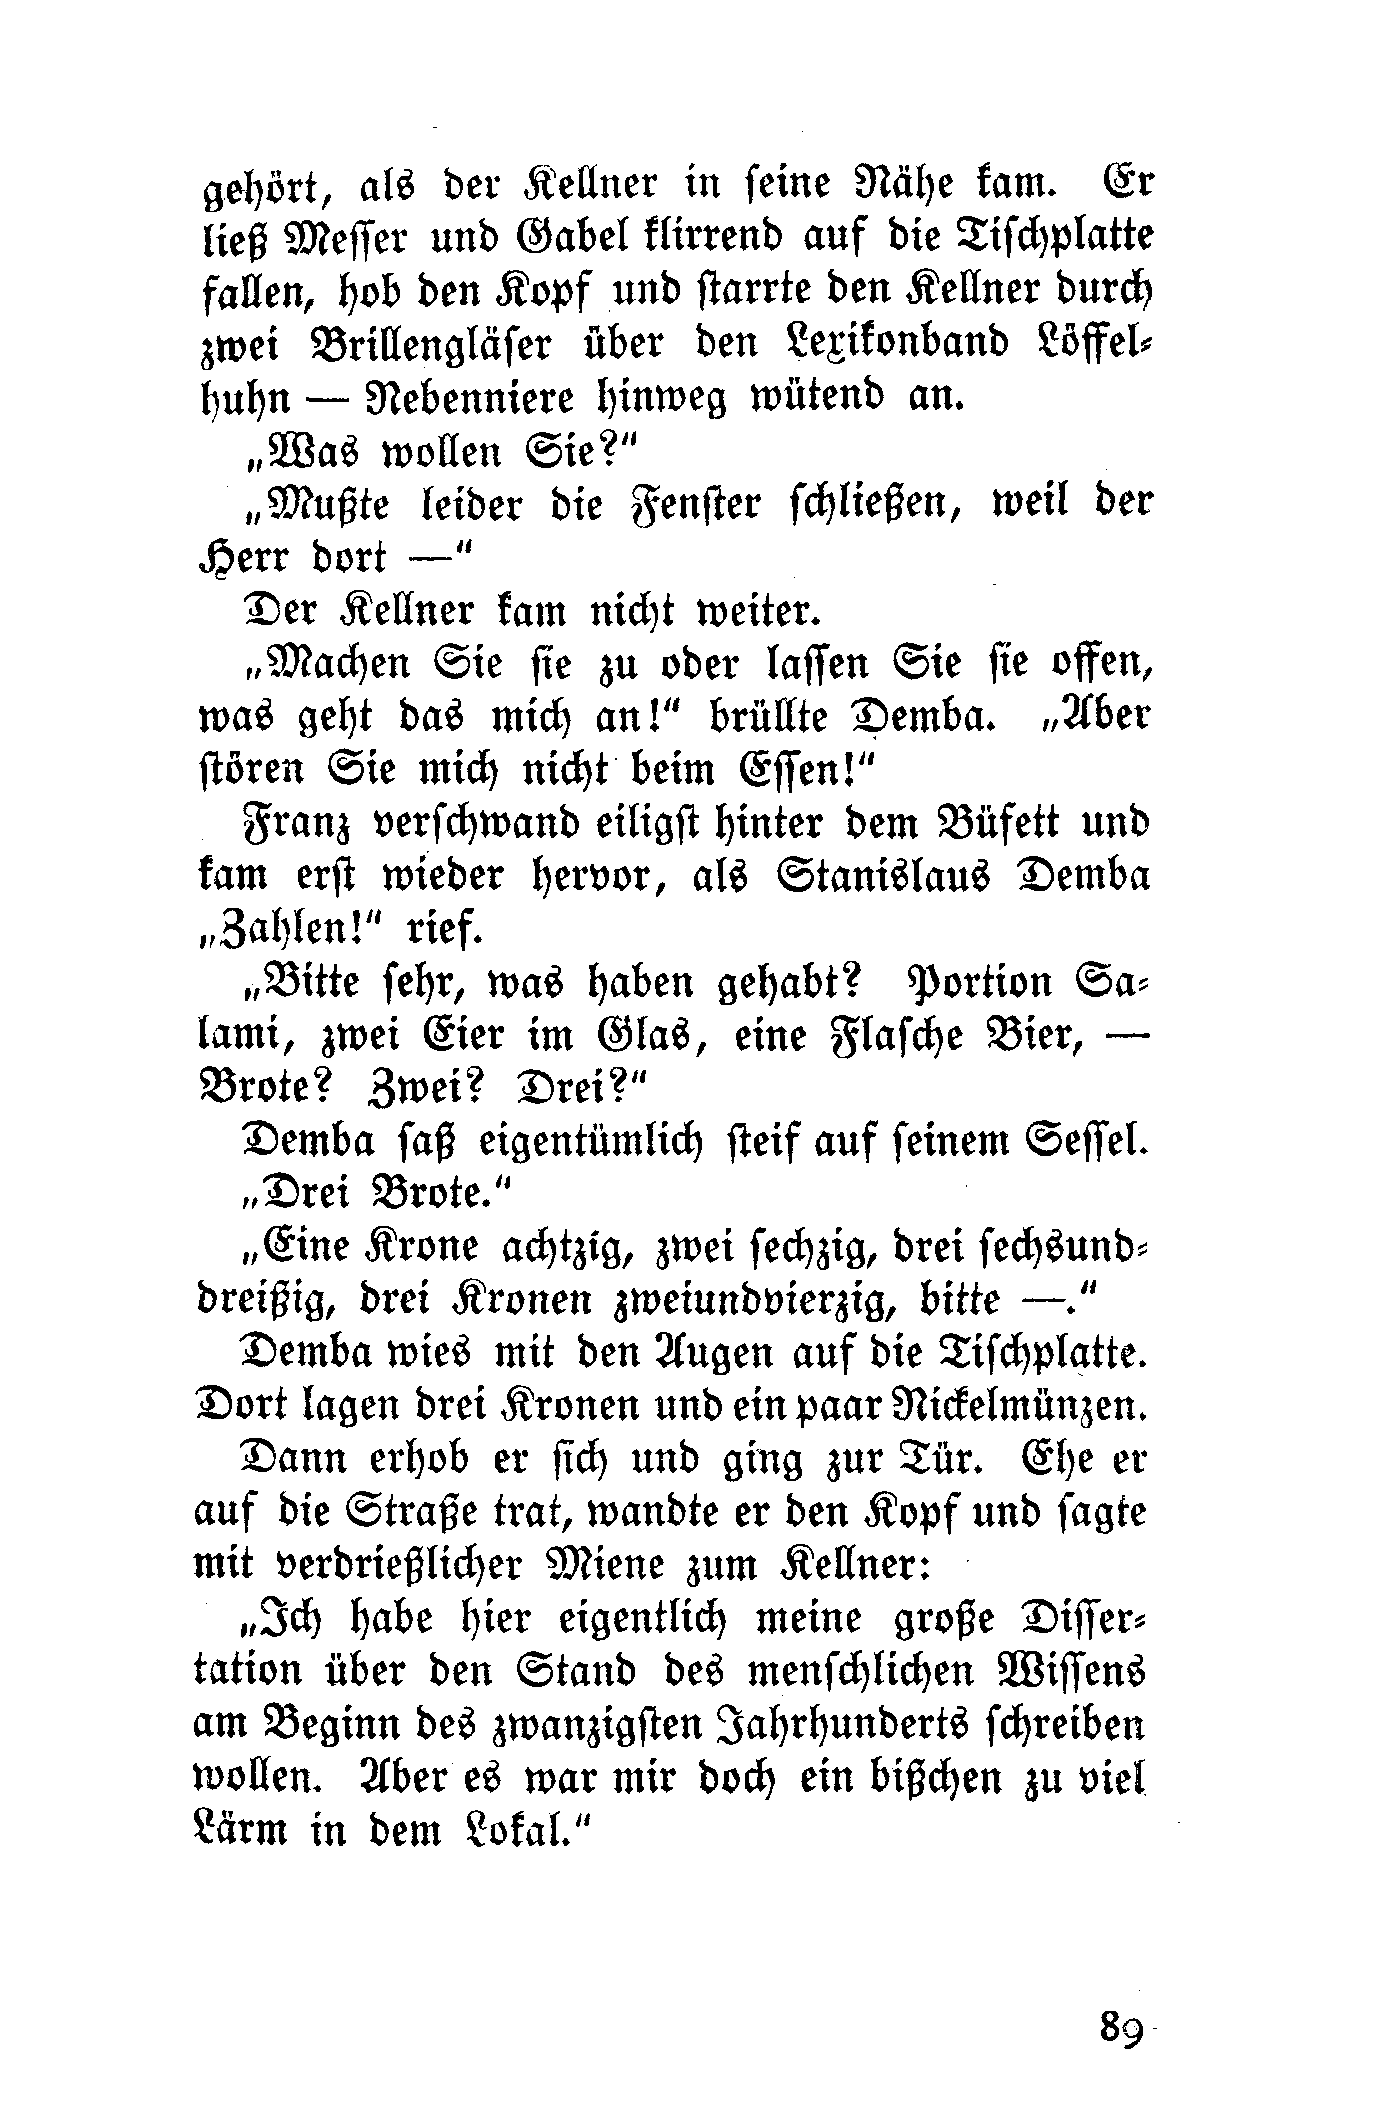 gehört, als der Kellner in ſeine Nähe kam. Er
ließ Meſſer und Gabel klirrend auf die Tiſchplatte
fallen, hob den Kopf und ſtarrte den Kellner durch
zwei Brillengläſer über den Lexikonband Löffel⸗
huhn — Nebenniere hinweg wütend an.
„Was wollen Sie?“
„Mußte leider die Fenſter ſchließen, weil der
Herr dort —“
Der Kellner kam nicht weiter.
„Machen Sie ſie zu oder laſſen Sie ſie offen,
was geht das mich an!“ brüllte Demba. „Aber
ſtören Sie mich nicht beim Eſſen!“
Franz verſchwand eiligſt hinter dem Büfett und
kam erſt wieder hervor, als Stanislaus Demba
„Zahlen!“ rief.
„Bitte ſehr, was haben gehabt? Portion Sa⸗
lami, zwei Eier im Glas, eine Flaſche Bier, —
Brote? Zwei? Drei?“
Demba ſaß eigentümlich ſteif auf ſeinem Seſſel.
„Drei Brote.“
„Eine Krone achtzig, zwei ſechzig, drei ſechsund⸗
dreißig, drei Kronen zweiundvierzig, bitte —.“
Demba wies mit den Augen auf die Tiſchplatte.
Dort lagen drei Kronen und ein paar Nickelmünzen.
Dann erhob er ſich und ging zur Tür. Ehe er
auf die Straße trat, wandte er den Kopf und ſagte
mit verdrießlicher Miene zum Kellner:
„Ich habe hier eigentlich meine große Diſſer⸗
tation über den Stand des menſchlichen Wiſſens
am Beginn des zwanzigſten Jahrhunderts ſchreiben
wollen. Aber es war mir doch ein bißchen zu viel
Lärm in dem Lokal.“
89